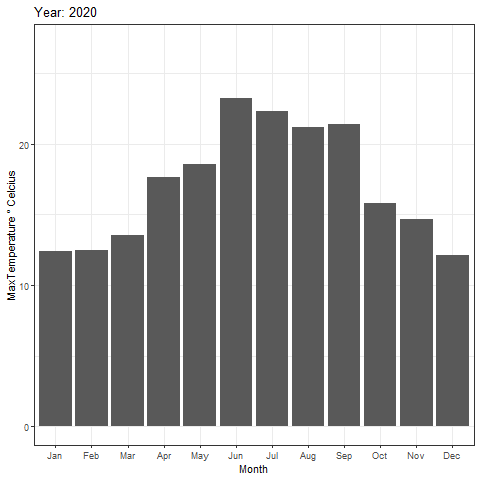 Year: 2020
MaxTemperature " Celcius
20
10
0
Jan Feb Mar Apr May Jun Jul Aug Sep Oct Nov Dec
Month